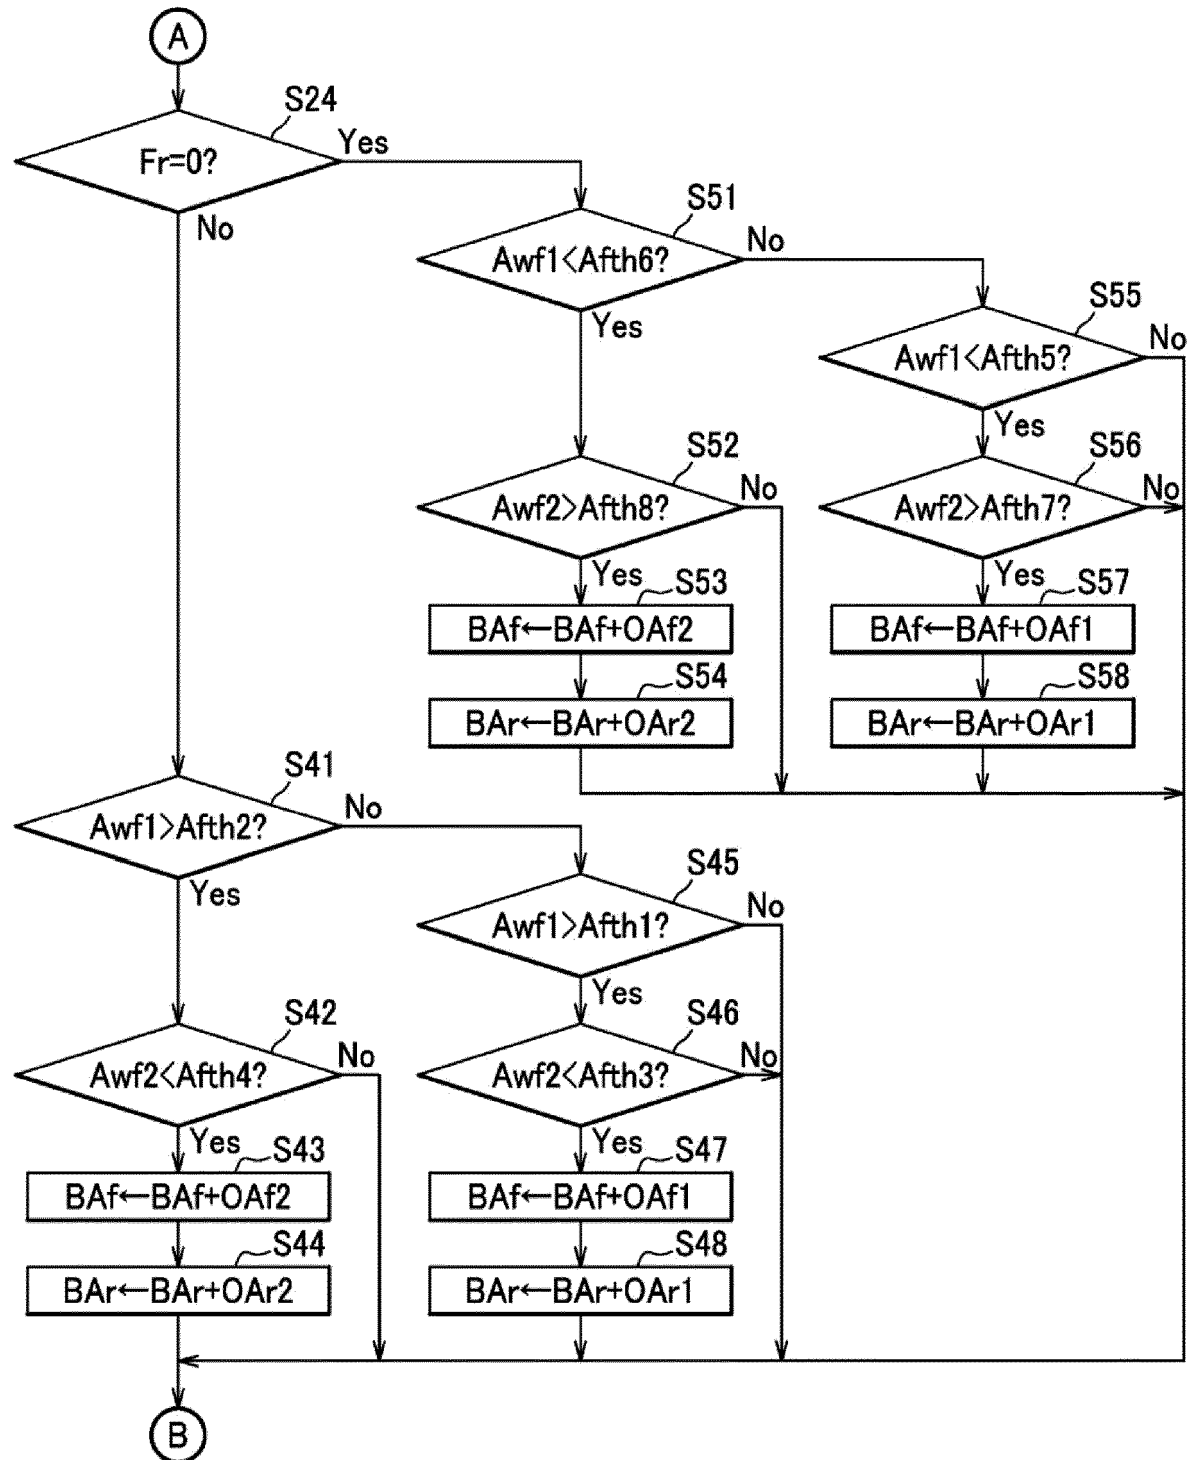 A
S24
Fr=0?
Yes
No
S51
Awf1<Afth6?
No
Yes
S55
Awf1<Afth5?
No
Yes
S52
Awf2>Afth8?
No
Yes
S56
Awf2>Afth7?
No
Yes
S53
BAf←BAf+OAf2
S57
BAf←BAf+OAf1
S54
BAr←BAr+OAr2
S58
BAr←BAr+OAr1
S41
Awf1>Afth2?
No
Yes
S45
Awf1>Afth1?
No
Yes
S42
Awf2<Afth4?
No
Yes
S46
Awf2<Afth3?
No
Yes
S43
BAf←BAf+OAf2
S47
BAf←BAf+OAf1
S44
BAr←BAr+OAr2
S48
BAr←BAr+OAr1
B